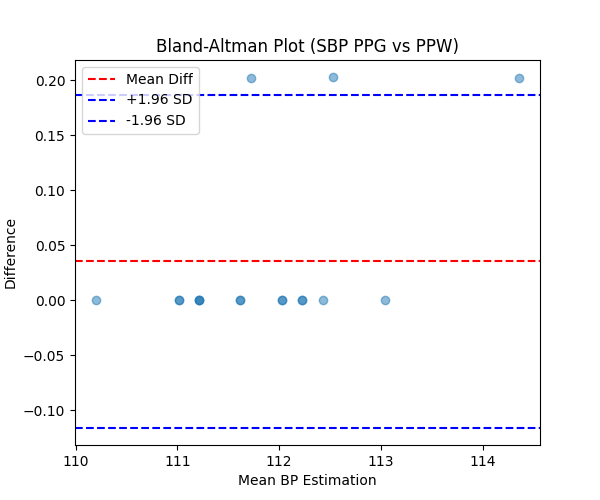 Bland-Altman Plot (SBP PPG vs PPW)
Mean Diff
+1.96 SD
-1.96 SD
0.20
0.15
0.10
0.05
0.00
−0.05
−0.10
Difference
110
111
112
113
114
Mean BP Estimation